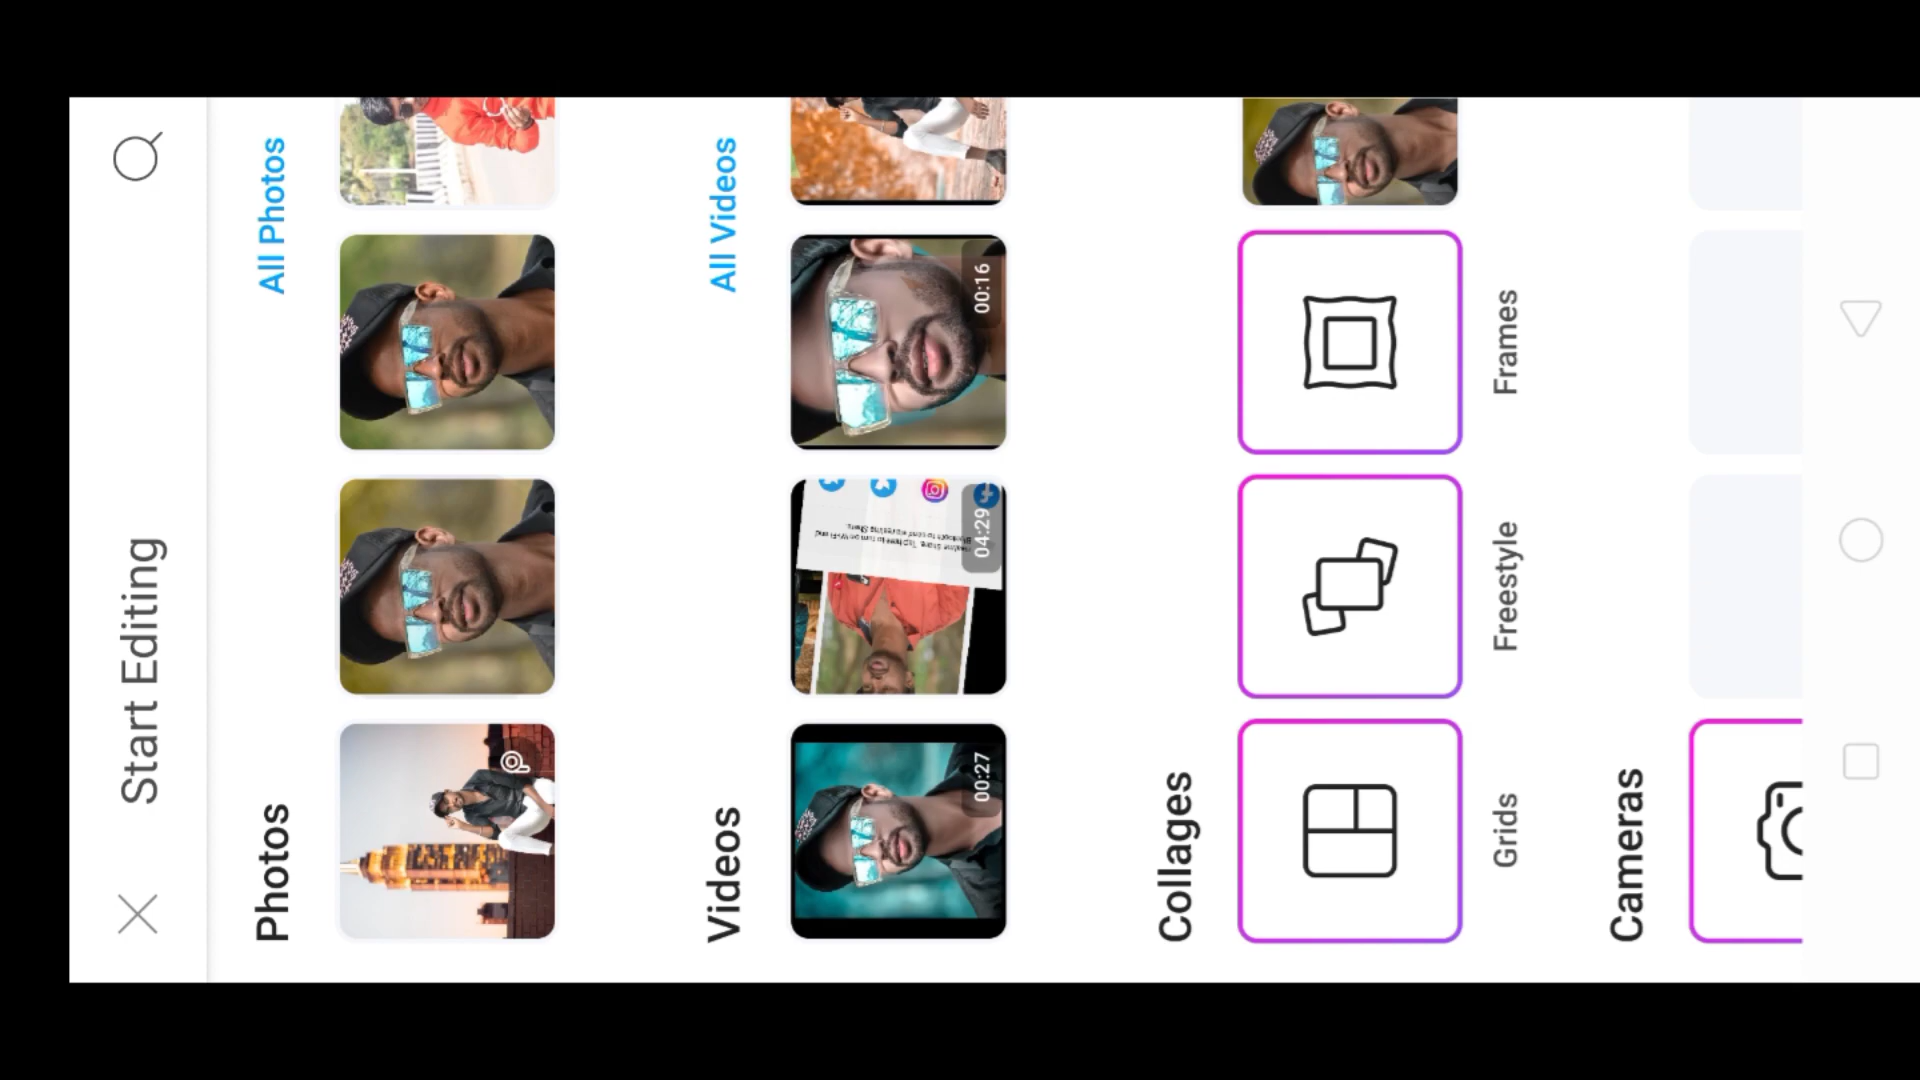 Start Editing
Photos
All Photos
Videos
All Videos
00:27
04:29
00:16
Collages
Grids
Freestyle
Frames
Cameras